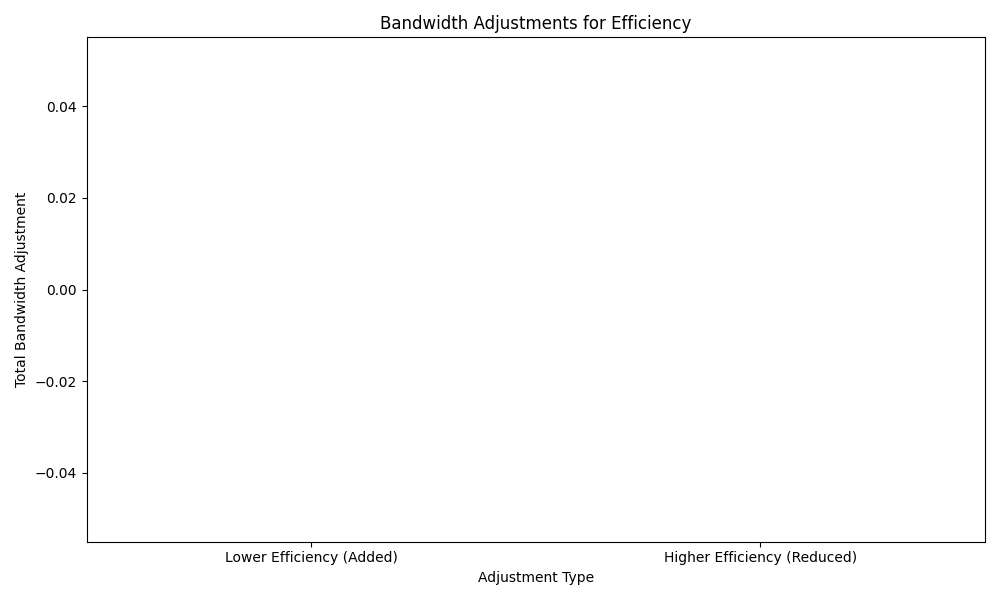 Bandwidth Adjustments for Efficiency
Total Bandwidth Adjustment
0.04
0.02
0.00
−0.02
−0.04
Lower Efficiency (Added)
Higher Efficiency (Reduced)
Adjustment Type